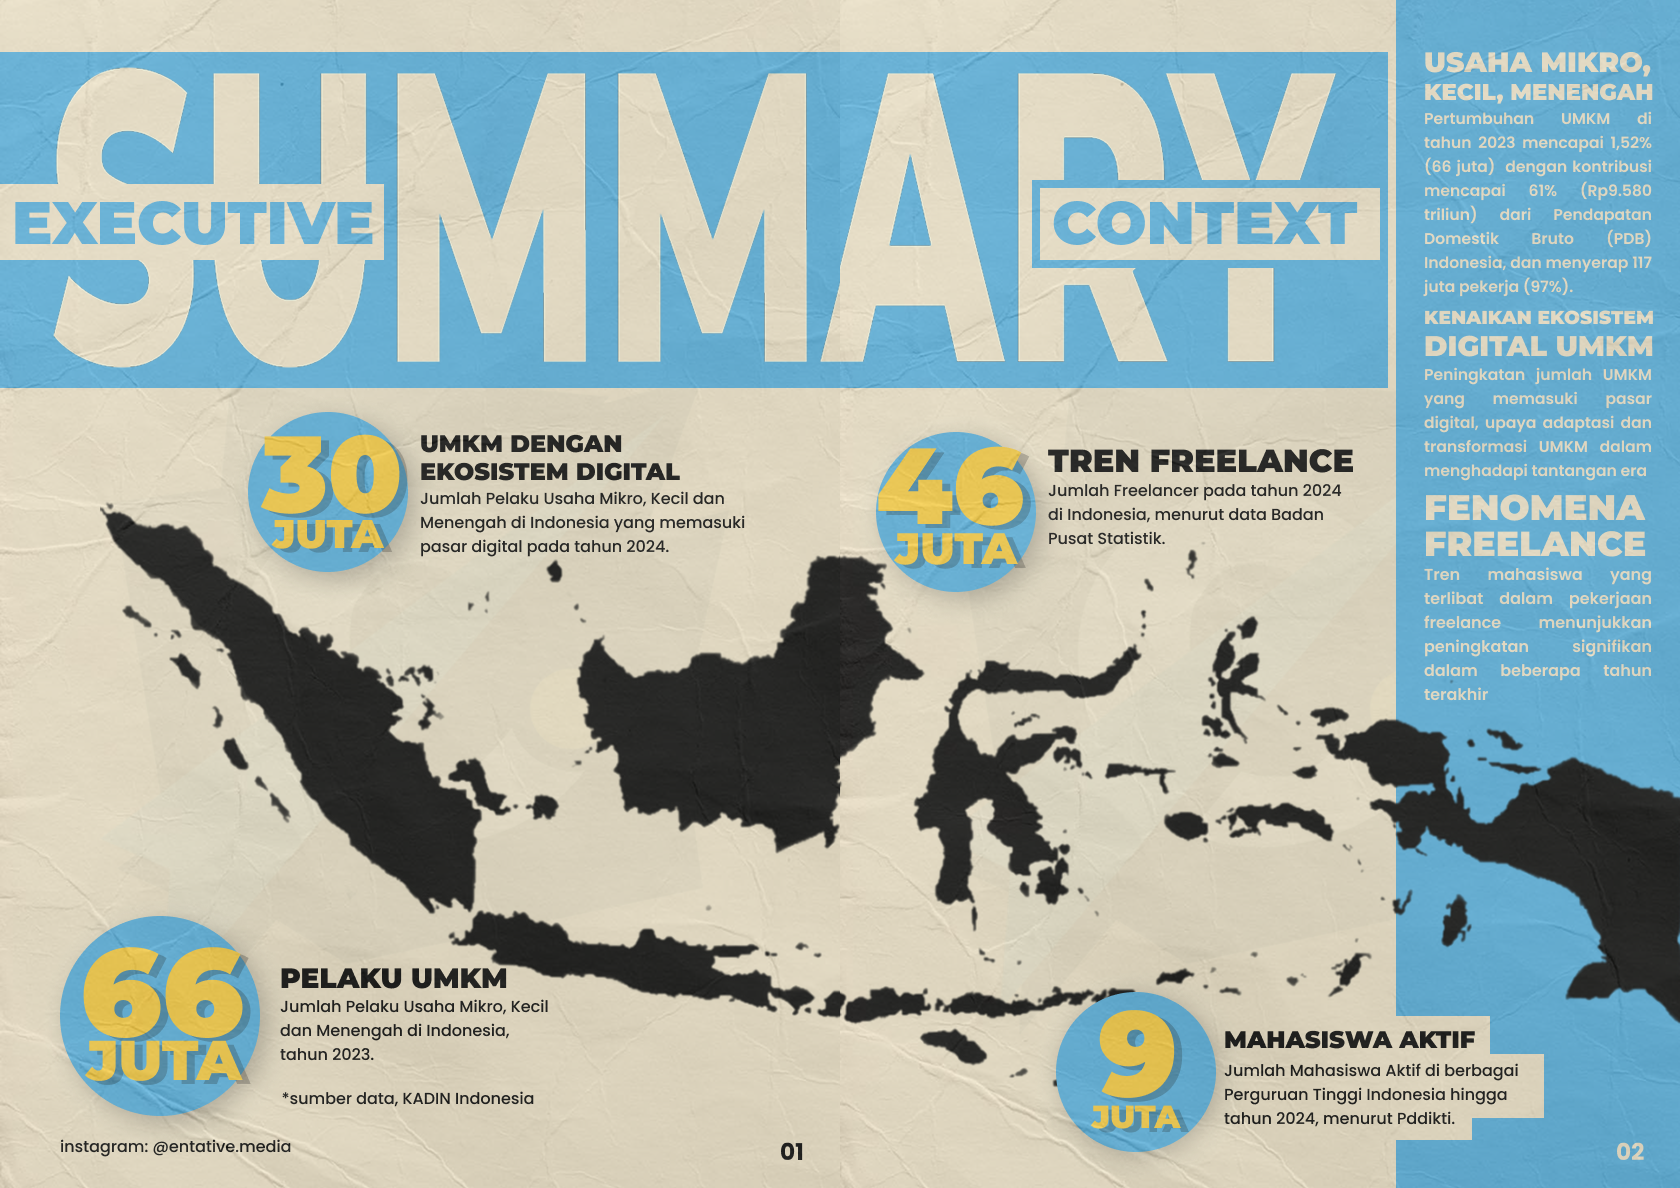 SUMMARY
EXECUTIVE
CONTEXT
30
JUTA
UMKM DENGAN
EKOSISTEM DIGITAL
Jumlah Pelaku Usaha Mikro, Kecil dan
Menengah di Indonesia yang memasuki
pasar digital pada tahun 2024.
66
JUTA
PELAKU UMKM
Jumlah Pelaku Usaha Mikro, Kecil
dan Menengah di Indonesia,
tahun 2023.
*sumber data, KADIN Indonesia
instagram: @entative.media
01
46
JUTA
TREN FREELANCE
Jumlah Freelancer pada tahun 2024
di Indonesia, menurut data Badan
Pusat Statistik.
9
JUTA
MAHASISWA AKTIF
Jumlah Mahasiswa Aktif di berbagai
Perguruan Tinggi Indonesia hingga
tahun 2024, menurut Pddikti.
USAHA MIKRO,
KECIL, MENENGAH
Pertumbuhan UMKM di
tahun 2023 mencapai 1,52%
(66 juta) dengan kontribusi
mencapai 61% (Rp9.580
triliun) dari Pendapatan
Domestik Bruto (PDB)
Indonesia, dan menyerap 117
juta pekerja (97%).
KENAIKAN EKOSISTEM
DIGITAL UMKM
Peningkatan jumlah UMKM
yang memasuki pasar
digital, upaya adaptasi dan
transformasi UMKM dalam
menghadapi tantangan era
FENOMENA
FREELANCE
Tren mahasiswa yang
terlibat dalam pekerjaan
freelance menunjukkan
peningkatan signifikan
dalam beberapa tahun
terakhir
02